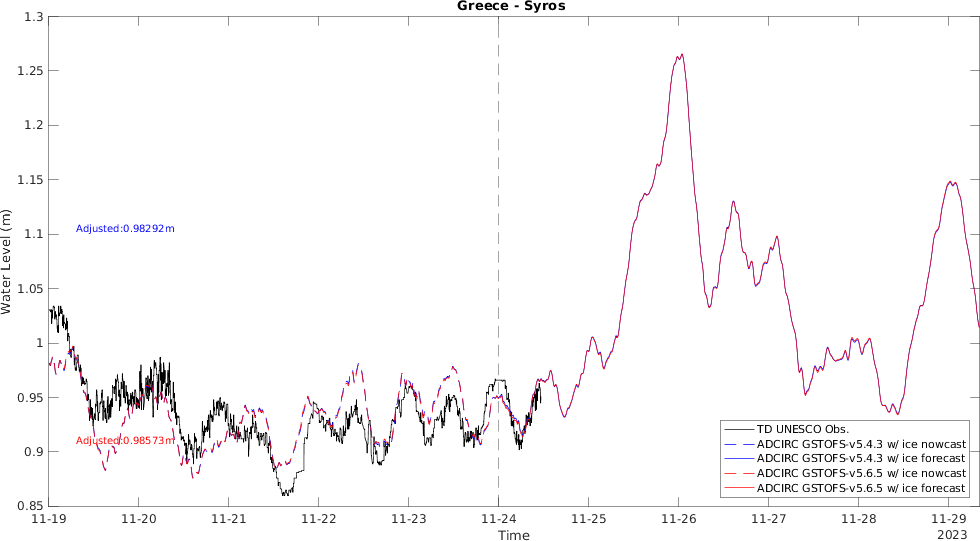 Greece - Syros
1.3
1.25
1.2
1.15
1.1
1.05
1
0.95
0.9
0.85
Water Level (m)
Adjusted:0.98292m
Adjusted:0.98573m
TD UNESCO Obs.
ADCIRC GSTOFS-v5.4.3 w/ ice nowcast
ADCIRC GSTOFS-v5.4.3 w/ ice forecast
ADCIRC GSTOFS-v5.6.5 w/ ice nowcast
ADCIRC GSTOFS-v5.6.5 w/ ice forecast
11-19 11-20 11-21 11-22 11-23 11-24 11-25 11-26 11-27 11-28 11-29
Time
2023